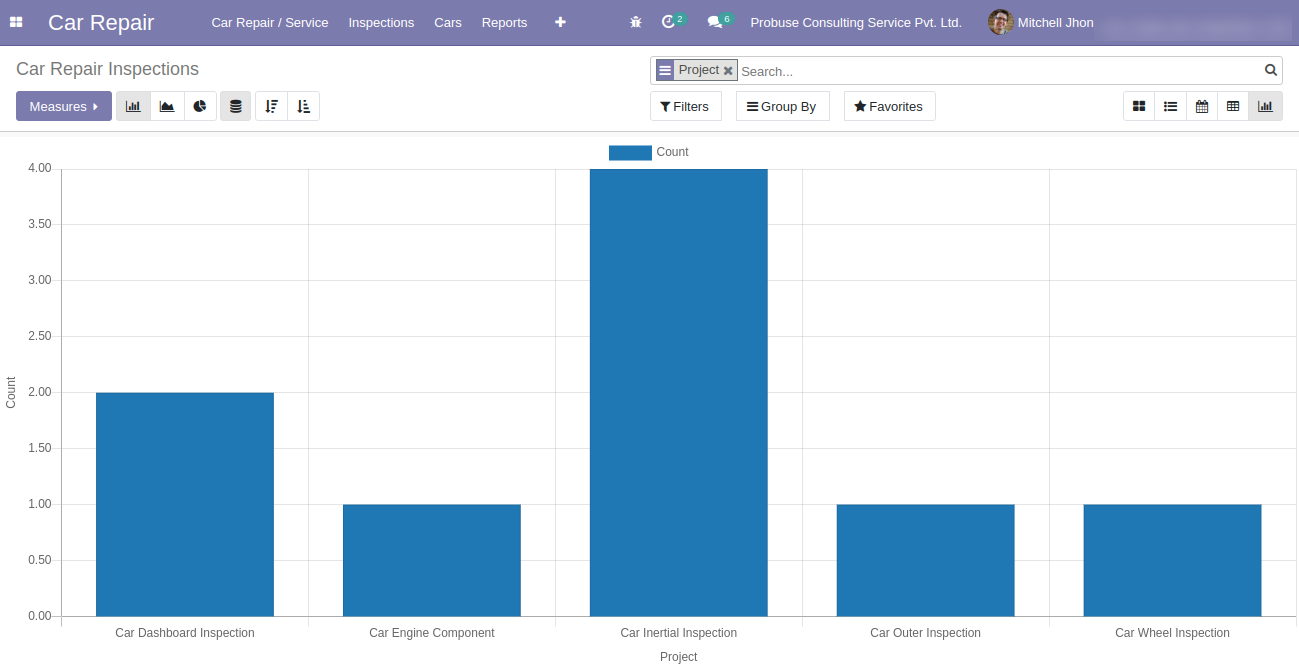 Car Repair Car Repair / Service Inspections Cars Reports 2 6 Probuse Consulting Service Pvt. Ltd. Mitchell Jhon
Car Repair Inspections
Project Search...
Measures Filters Group By Favorites
Count
4.00
3.50
3.00
2.50
2.00
1.50
1.00
0.50
0.00
Count
Car Dashboard Inspection Car Engine Component Car Inertial Inspection Car Outer Inspection Car Wheel Inspection
Project